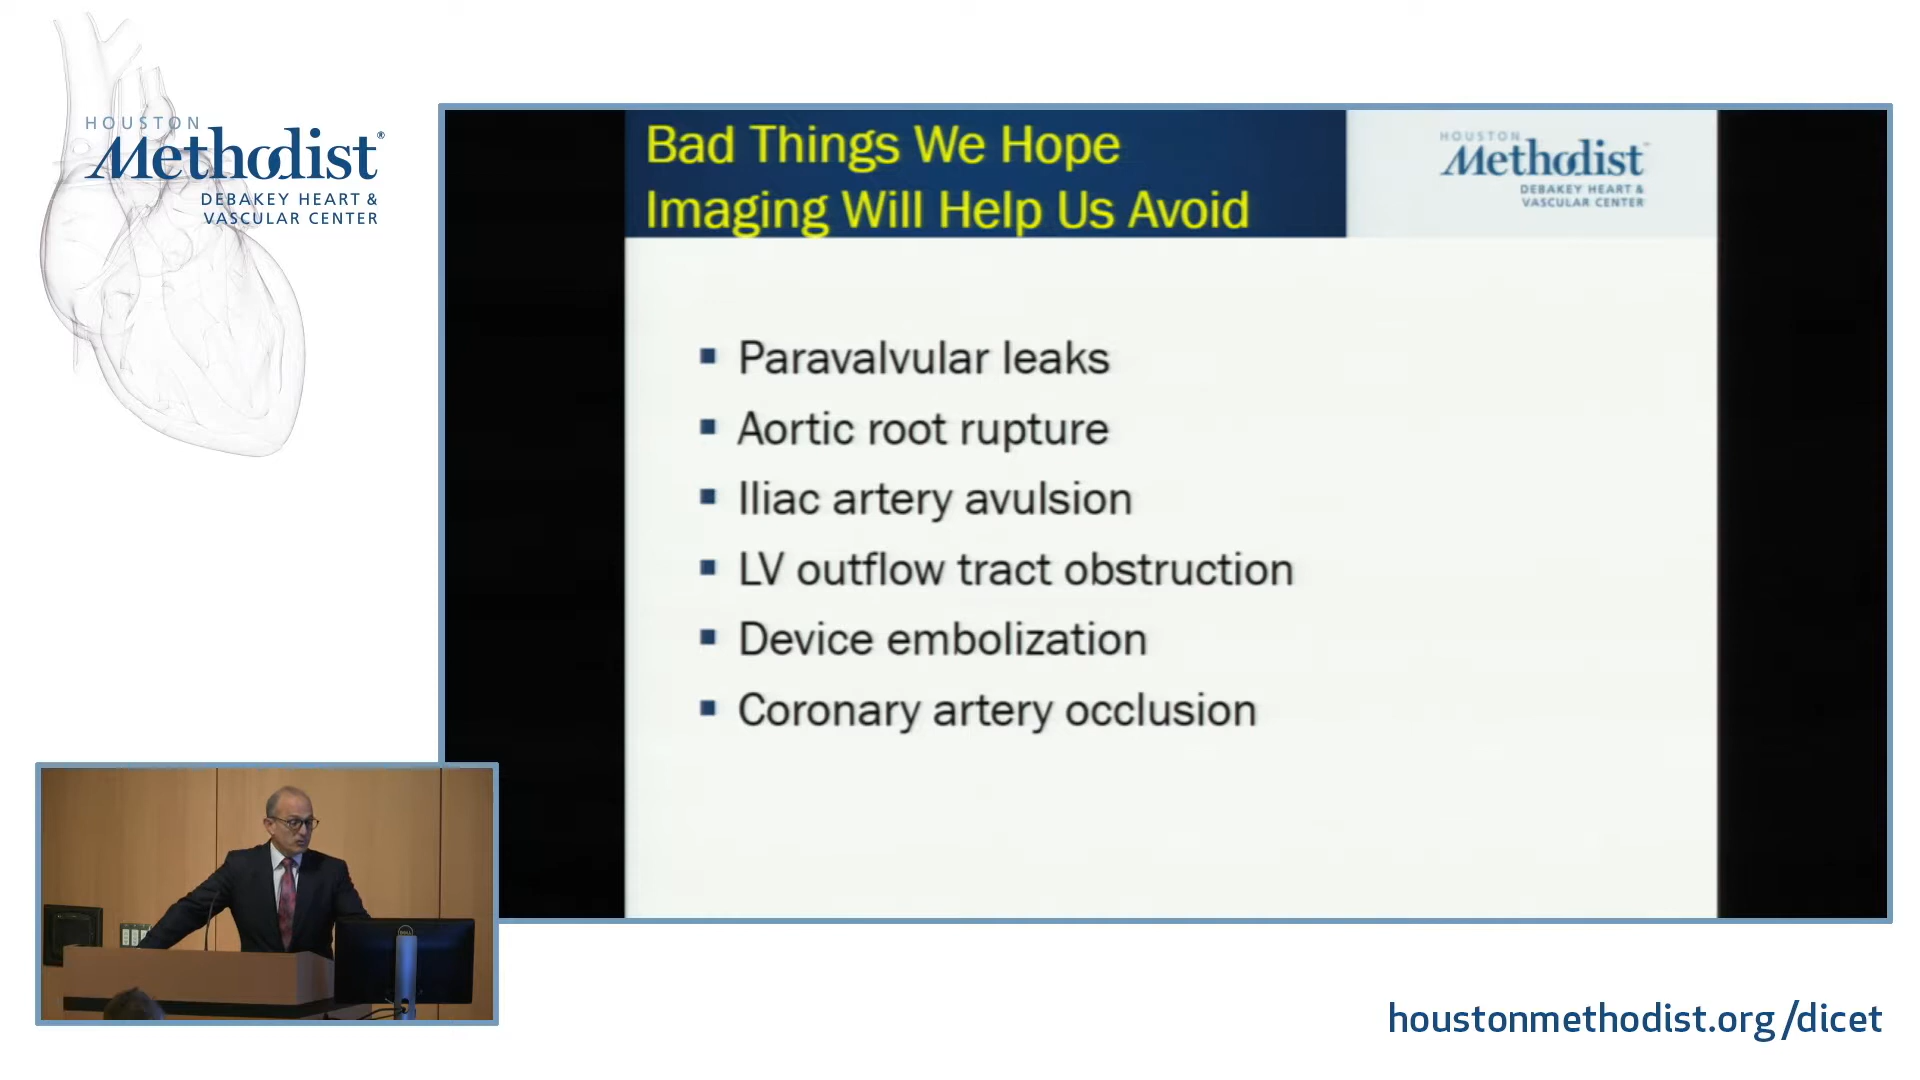 HOUSTON
Methodist®
DEBAKEY HEART &
VASCULAR CENTER
Bad Things We Hope
Imaging Will Help Us Avoid
HOUSTON
Methodist
DEBAKEY HEART &
VASCULAR CENTER
▪ Paravalvular leaks
▪ Aortic root rupture
▪ Iliac artery avulsion
▪ LV outflow tract obstruction
▪ Device embolization
▪ Coronary artery occlusion
DELL
houstonmethodist.org/dicet